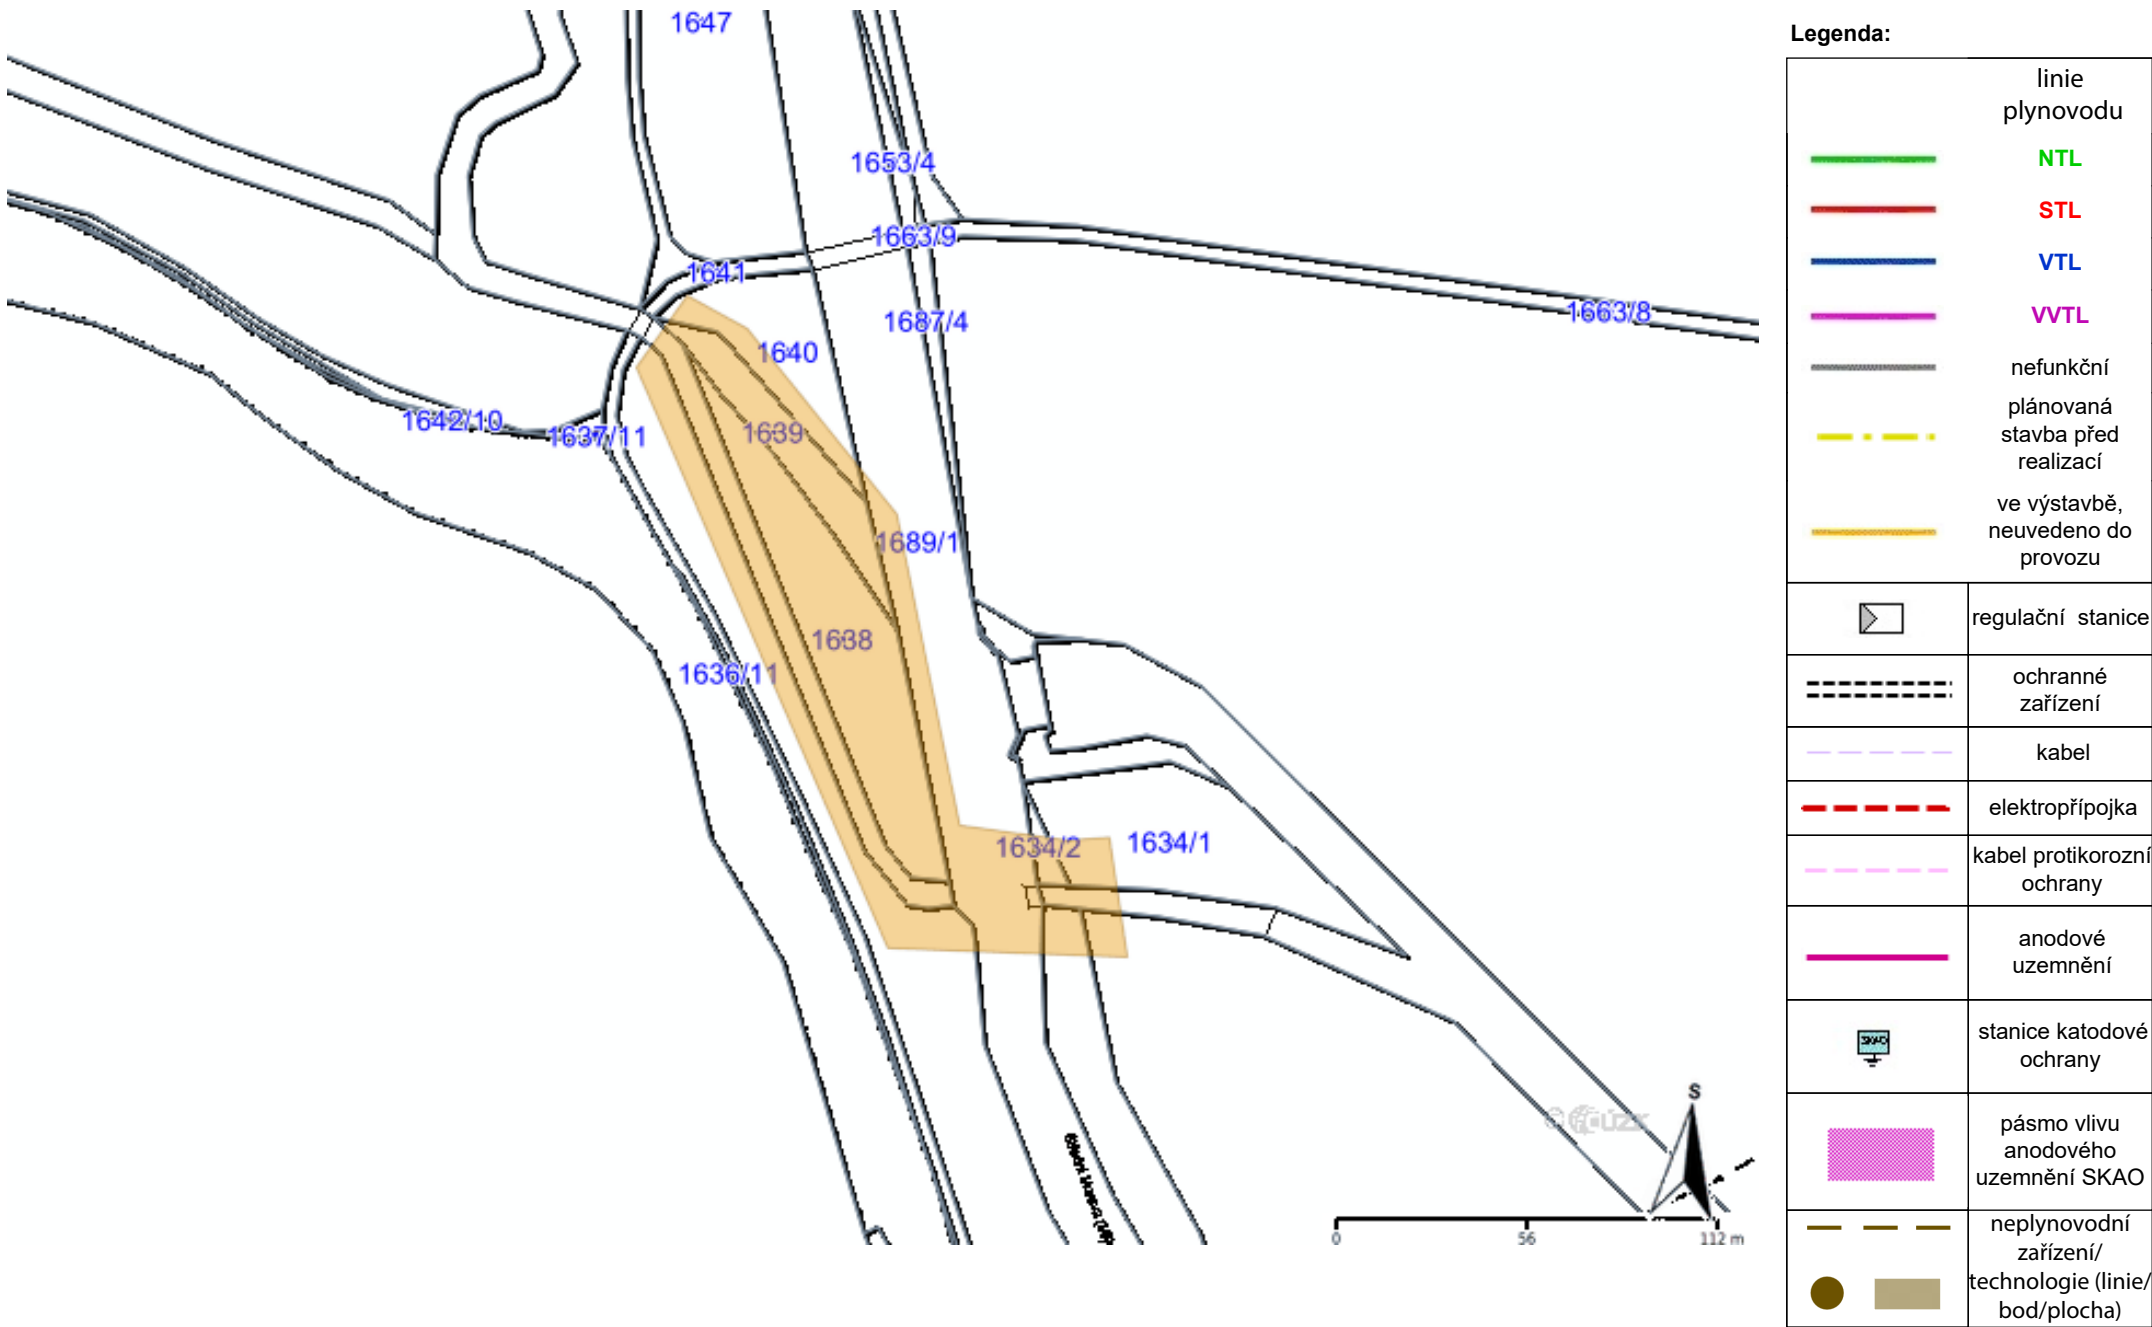 1647
1653/4
1663/9
1641
1687/4
1663/8
1640
1642/10
1637/11
1639
1689/1
1638
1636/11
1634/2
1634/1
S
0 56 112 m
Legenda:
linie
plynovodu
NTL
STL
VTL
VVTL
nefunkční
plánovaná
stavba před
realizací
ve výstavbě,
neuvedeno do
provozu
regulační stanice
ochranné
zařízení
kabel
elektropřípojka
kabel protikorozní
ochrany
anodové
uzemnění
SKAO
stanice katodové
ochrany
pásmo vlivu
anodového
uzemnění SKAO
neplynovodní
zařízení/
technologie (linie/
bod/plocha)